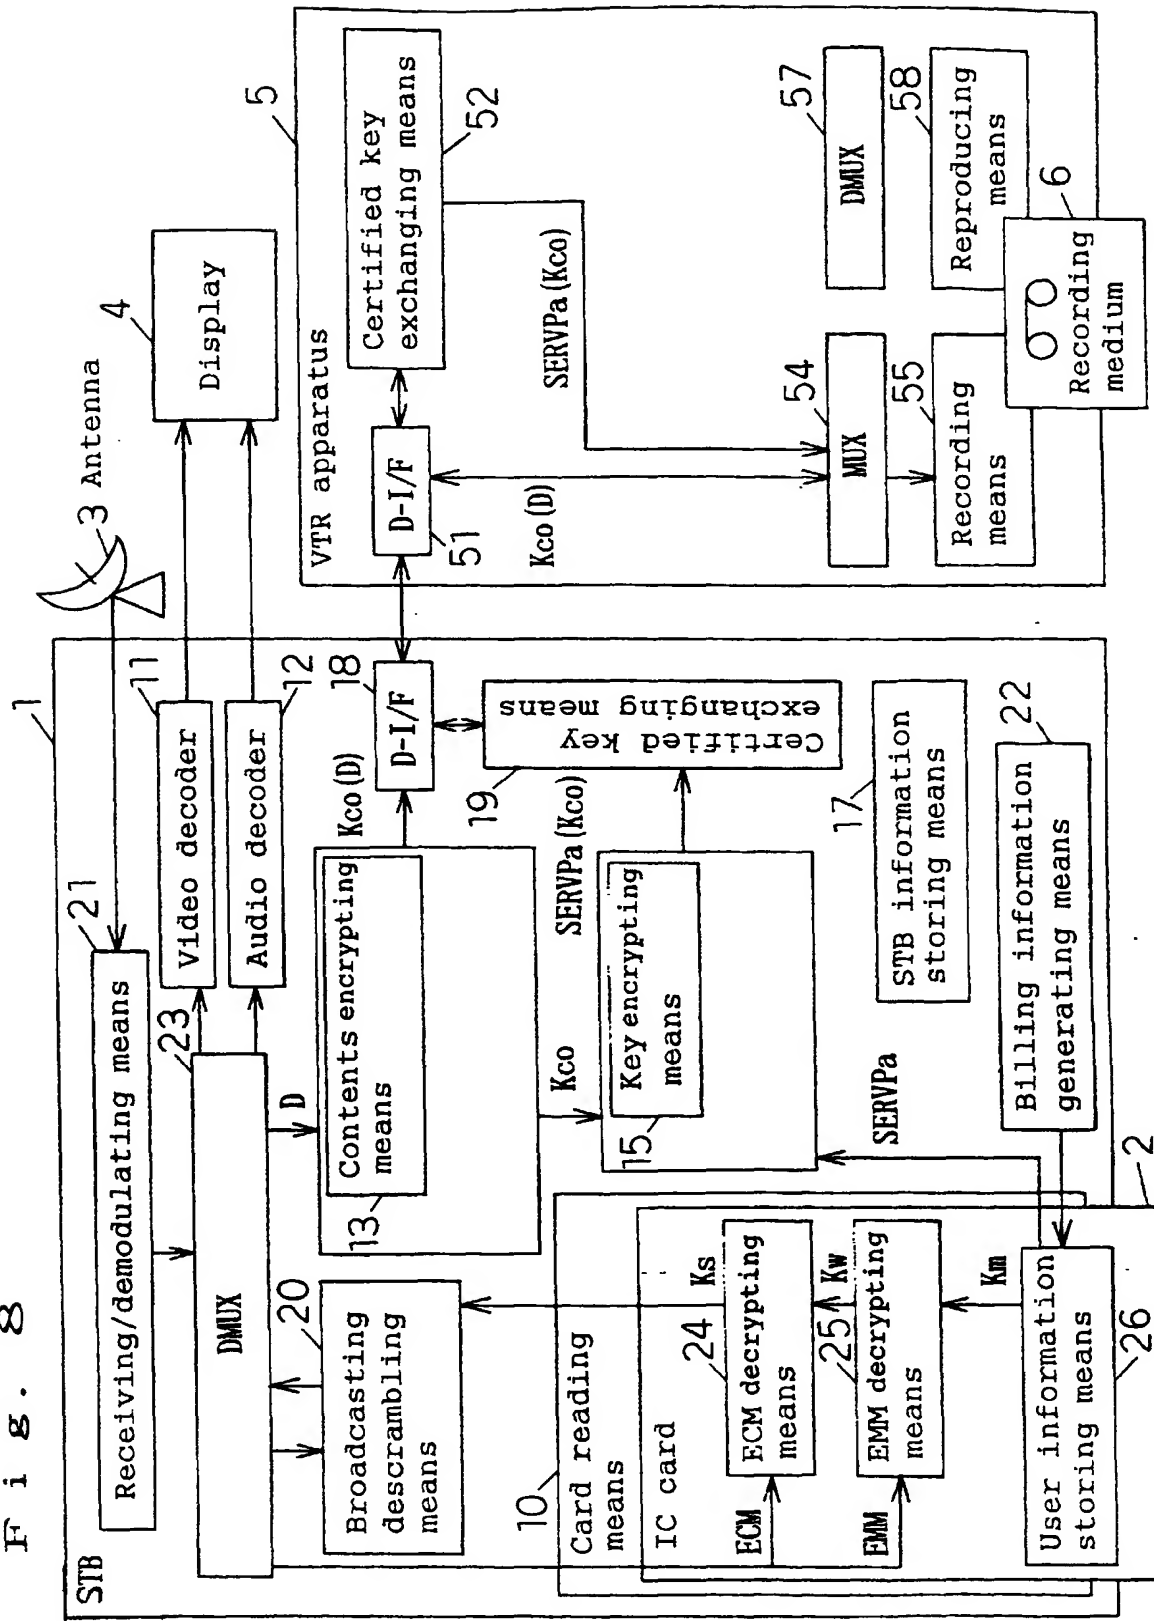 Fig. 8
STB
1
Receiving/demodulating means
21
3 Antenna
4
Display
DMUX
23
Video decoder
11
Audio decoder
12
D
Broadcasting
descrambling
means
20
Contents encrypting
means
13
Kco(D)
D-I/F
18
Certified key
exchanging means
19
SERVPa(Kco)
Kco
Key encrypting
means
15
STB information
storing means
17
SERVPa
Billing information
generating means
22
10
Card reading
means
IC card
2
ECM
ECM decrypting
means
24
Ks
Kw
EMM
EMM decrypting
means
25
Km
User information
storing means
26
5
VTR apparatus
D-I/F
51
Certified key
exchanging means
52
SERVPa(Kco)
Kco(D)
54
MUX
57
DMUX
55
Recording
means
58
Reproducing
means
6
Recording
medium